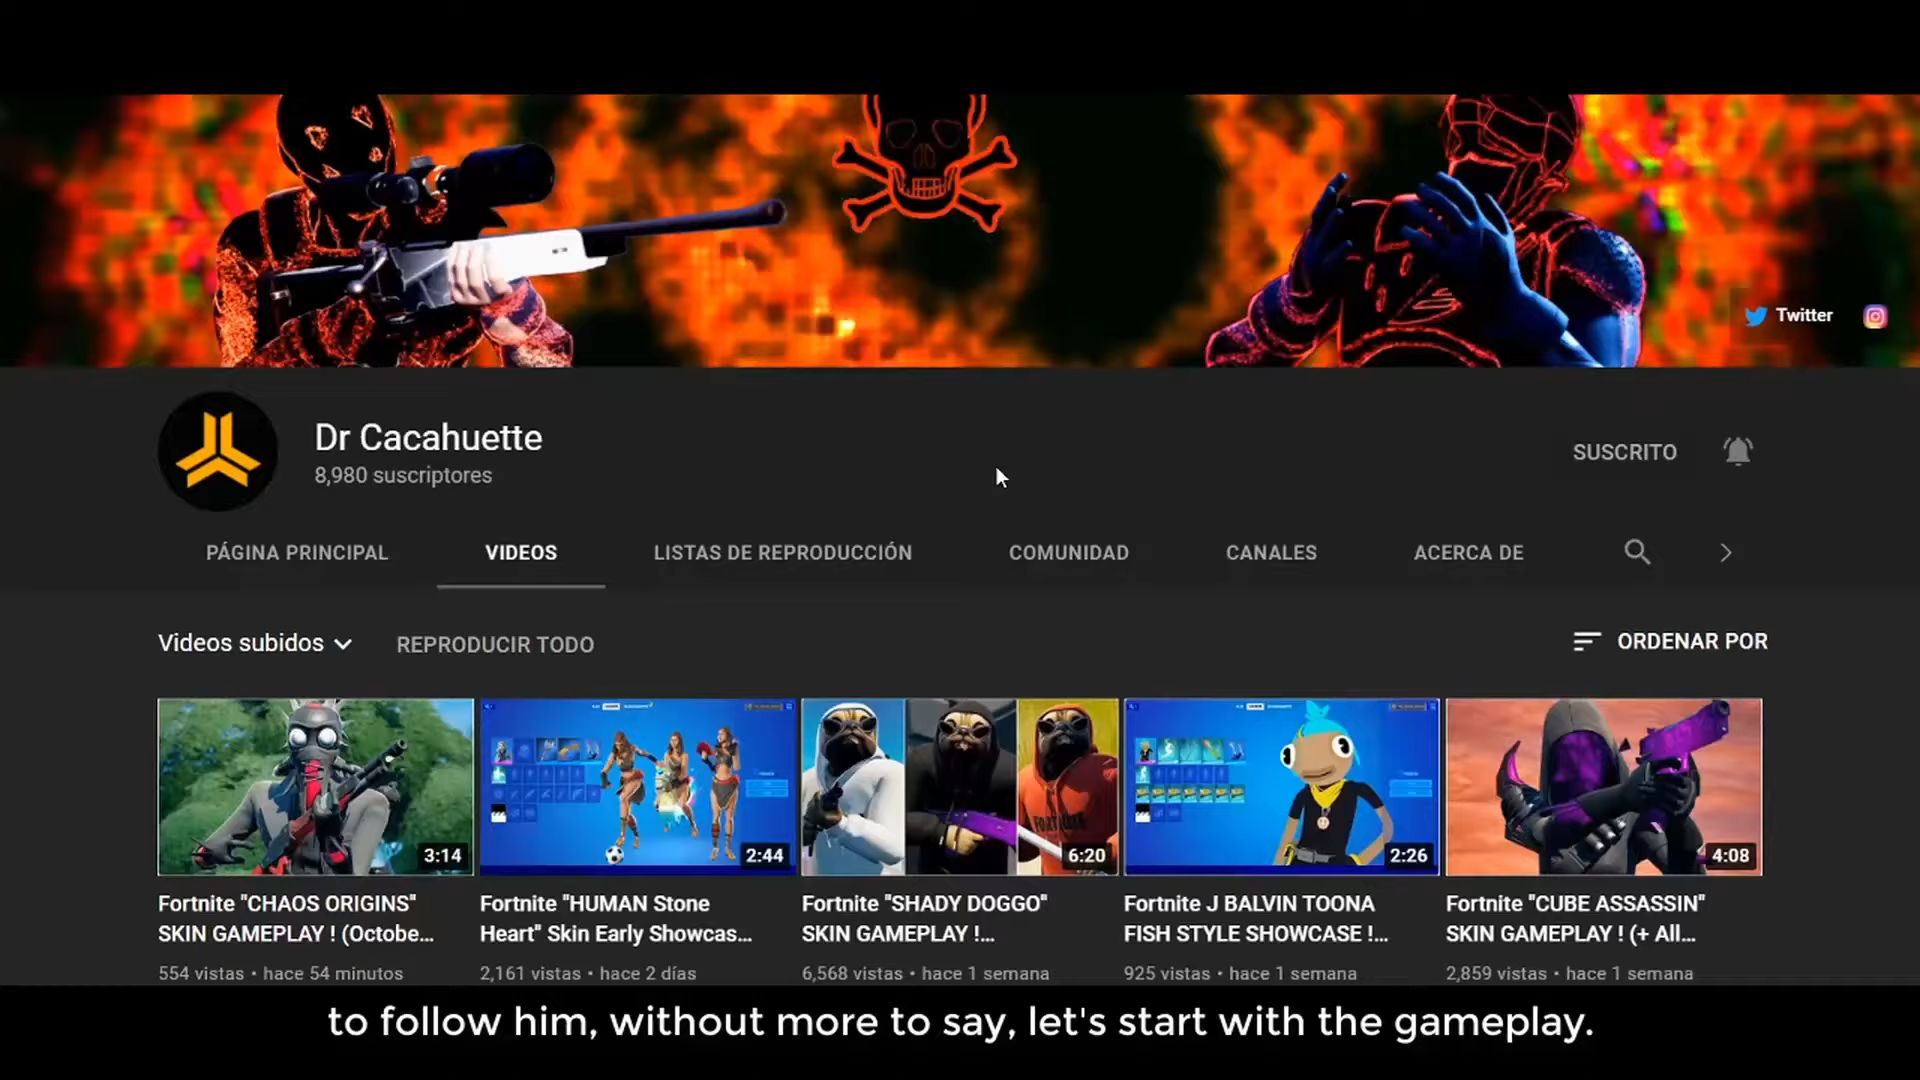 Twitter
Dr Cacahuette
8,980 suscriptores
SUSCRITO
PÁGINA PRINCIPAL
VIDEOS
LISTAS DE REPRODUCCIÓN
COMUNIDAD
CANALES
ACERCA DE
Videos subidos
REPRODUCIR TODO
ORDENAR POR
3:14
2:44
6:20
2:26
4:08
Fortnite "CHAOS ORIGINS"
SKIN GAMEPLAY ! (Octobe...
554 vistas • hace 54 minutos
Fortnite "HUMAN Stone
Heart" Skin Early Showcas...
2,161 vistas • hace 2 días
Fortnite "SHADY DOGGO"
SKIN GAMEPLAY !...
6,568 vistas • hace 1 semana
Fortnite J BALVIN TOONA
FISH STYLE SHOWCASE !...
925 vistas • hace 1 semana
Fortnite "CUBE ASSASSIN"
SKIN GAMEPLAY ! (+ All...
2,859 vistas • hace 1 semana
to follow him, without more to say, let's start with the gameplay.